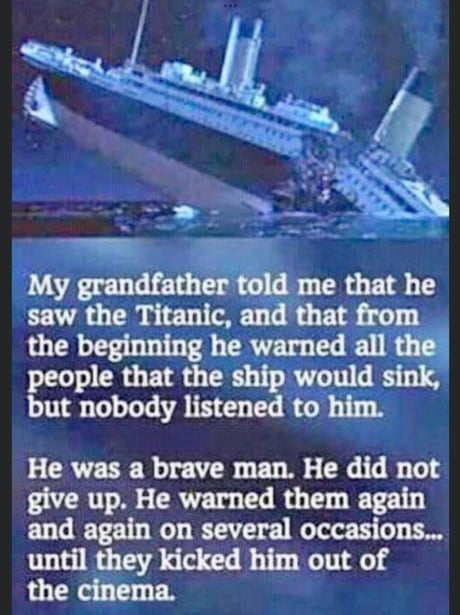 My grandfather told me that he
saw the Titanic, and that from
the beginning he warned all the
people that the ship would sink,
but nobody listened to him.
He was a brave man. He did not
give up. He warned them again
and again on several occasions...
until they kicked him out of
the cinema.